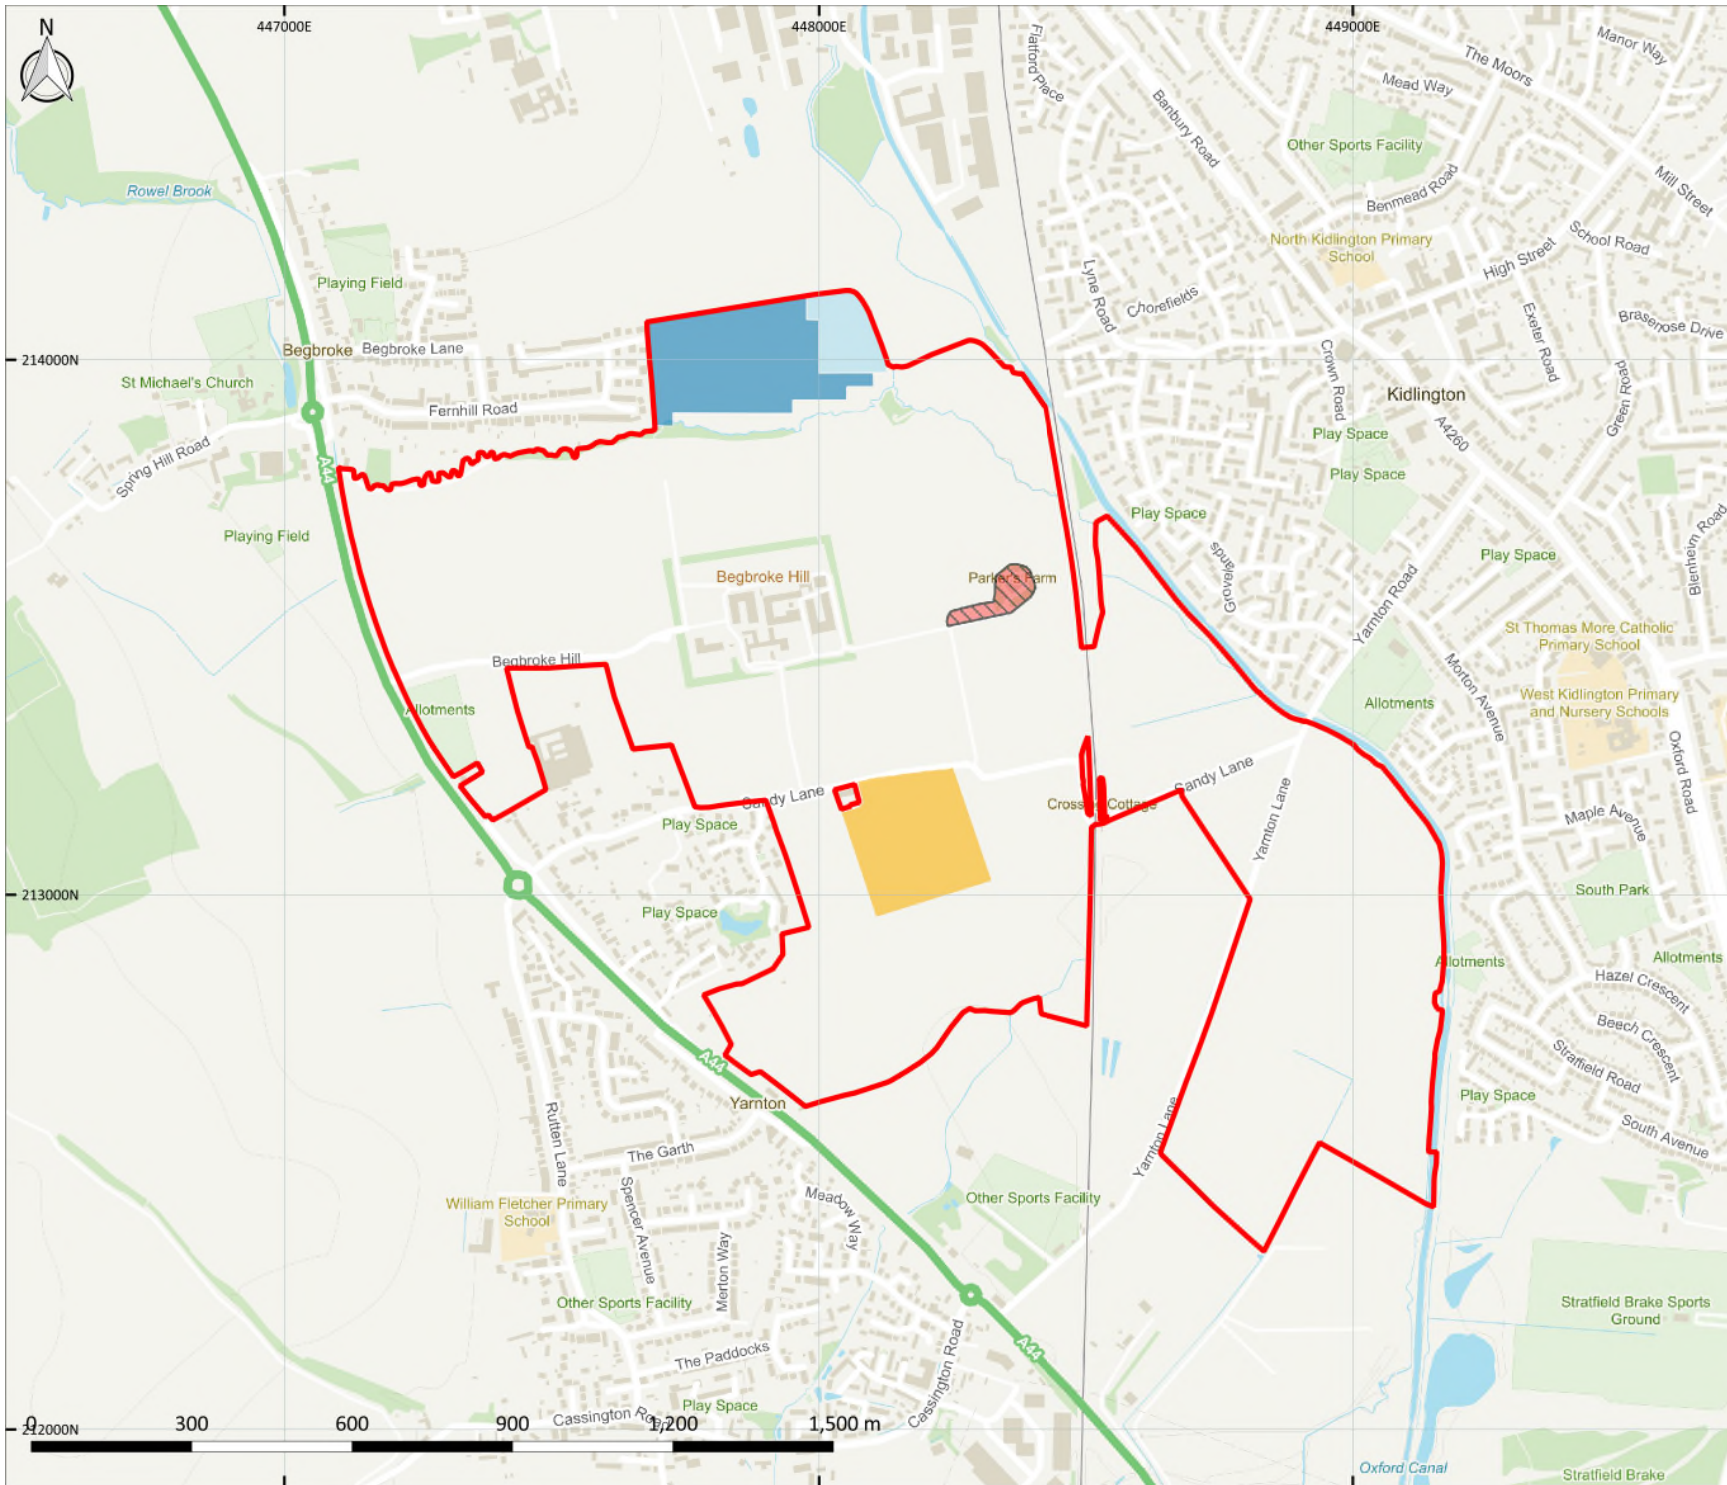 447000E
448000E
449000E
N
Flatford Place
Banbury Road
The Moors
Manor Way
Mead Way
Other Sports Facility
Mill Street
Benmead Road
School Road
Rowel Brook
North Kidlington Primary
School
High Street
Playing Field
Lyne Road
Chorefields
Exeter Road
Brasenose Drive
214000N
Begbroke
Begbroke Lane
Crown Road
St Michael's Church
Kidlington
Green Road
Fernhill Road
A4260
Play Space
Spring Hill Road
A44
Play Space
Play Space
Blenheim Road
Playing Field
Play Space
Begbroke Hill
Parker's Farm
Grovelands
Yarnton Road
St Thomas More Catholic
Primary School
Begbroke Hill
Morton Avenue
West Kidlington Primary
and Nursery Schools
Allotments
Allotments
Oxford Road
Sandy Lane
Sandy Lane
Crossing Cottage
Yarnton Lane
Maple Avenue
Play Space
213000N
South Park
Play Space
Allotments
Allotments
Hazel Crescent
Beech Crescent
Straffield Road
A44
Yarnton
Play Space
South Avenue
Rutten Lane
Yarnton Lane
The Garth
Spencer Avenue
Meadow Way
Other Sports Facility
William Fletcher Primary
School
Merton Way
Other Sports Facility
Stratfield Brake Sports
Ground
A44
The Paddocks
Cassington Road
Play Space
Cassington Road
0 300 600 900 1,200 1,500 m
212000N
Oxford Canal
Stratfield Brake